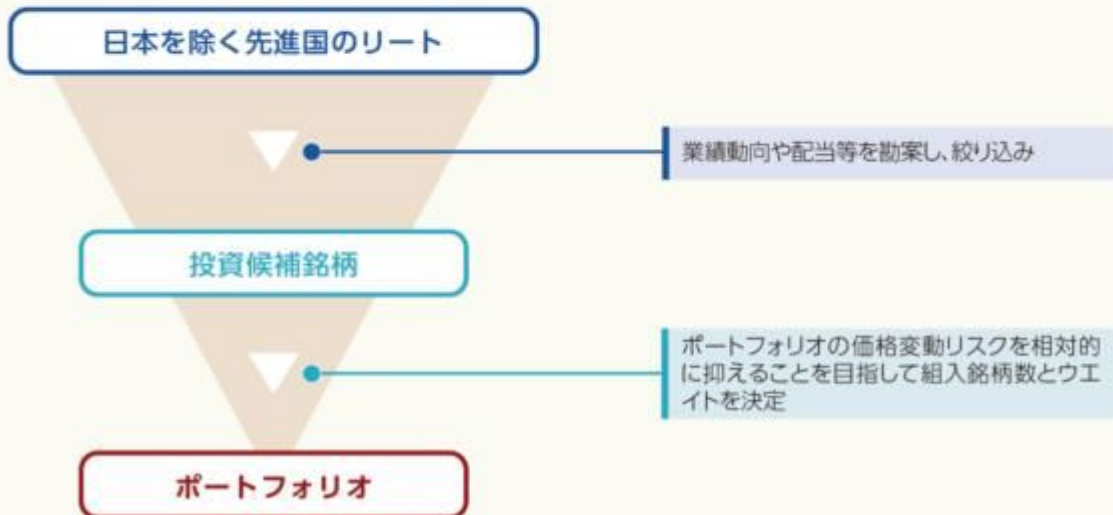 日本を除く先進国のリート
業績動向や配当等を勘案し、絞り込み
投資候補銘柄
ポートフォリオの価格変動リスクを相対的
に抑えることを目指して組入銘柄数とウエ
イトを決定
ポートフォリオ